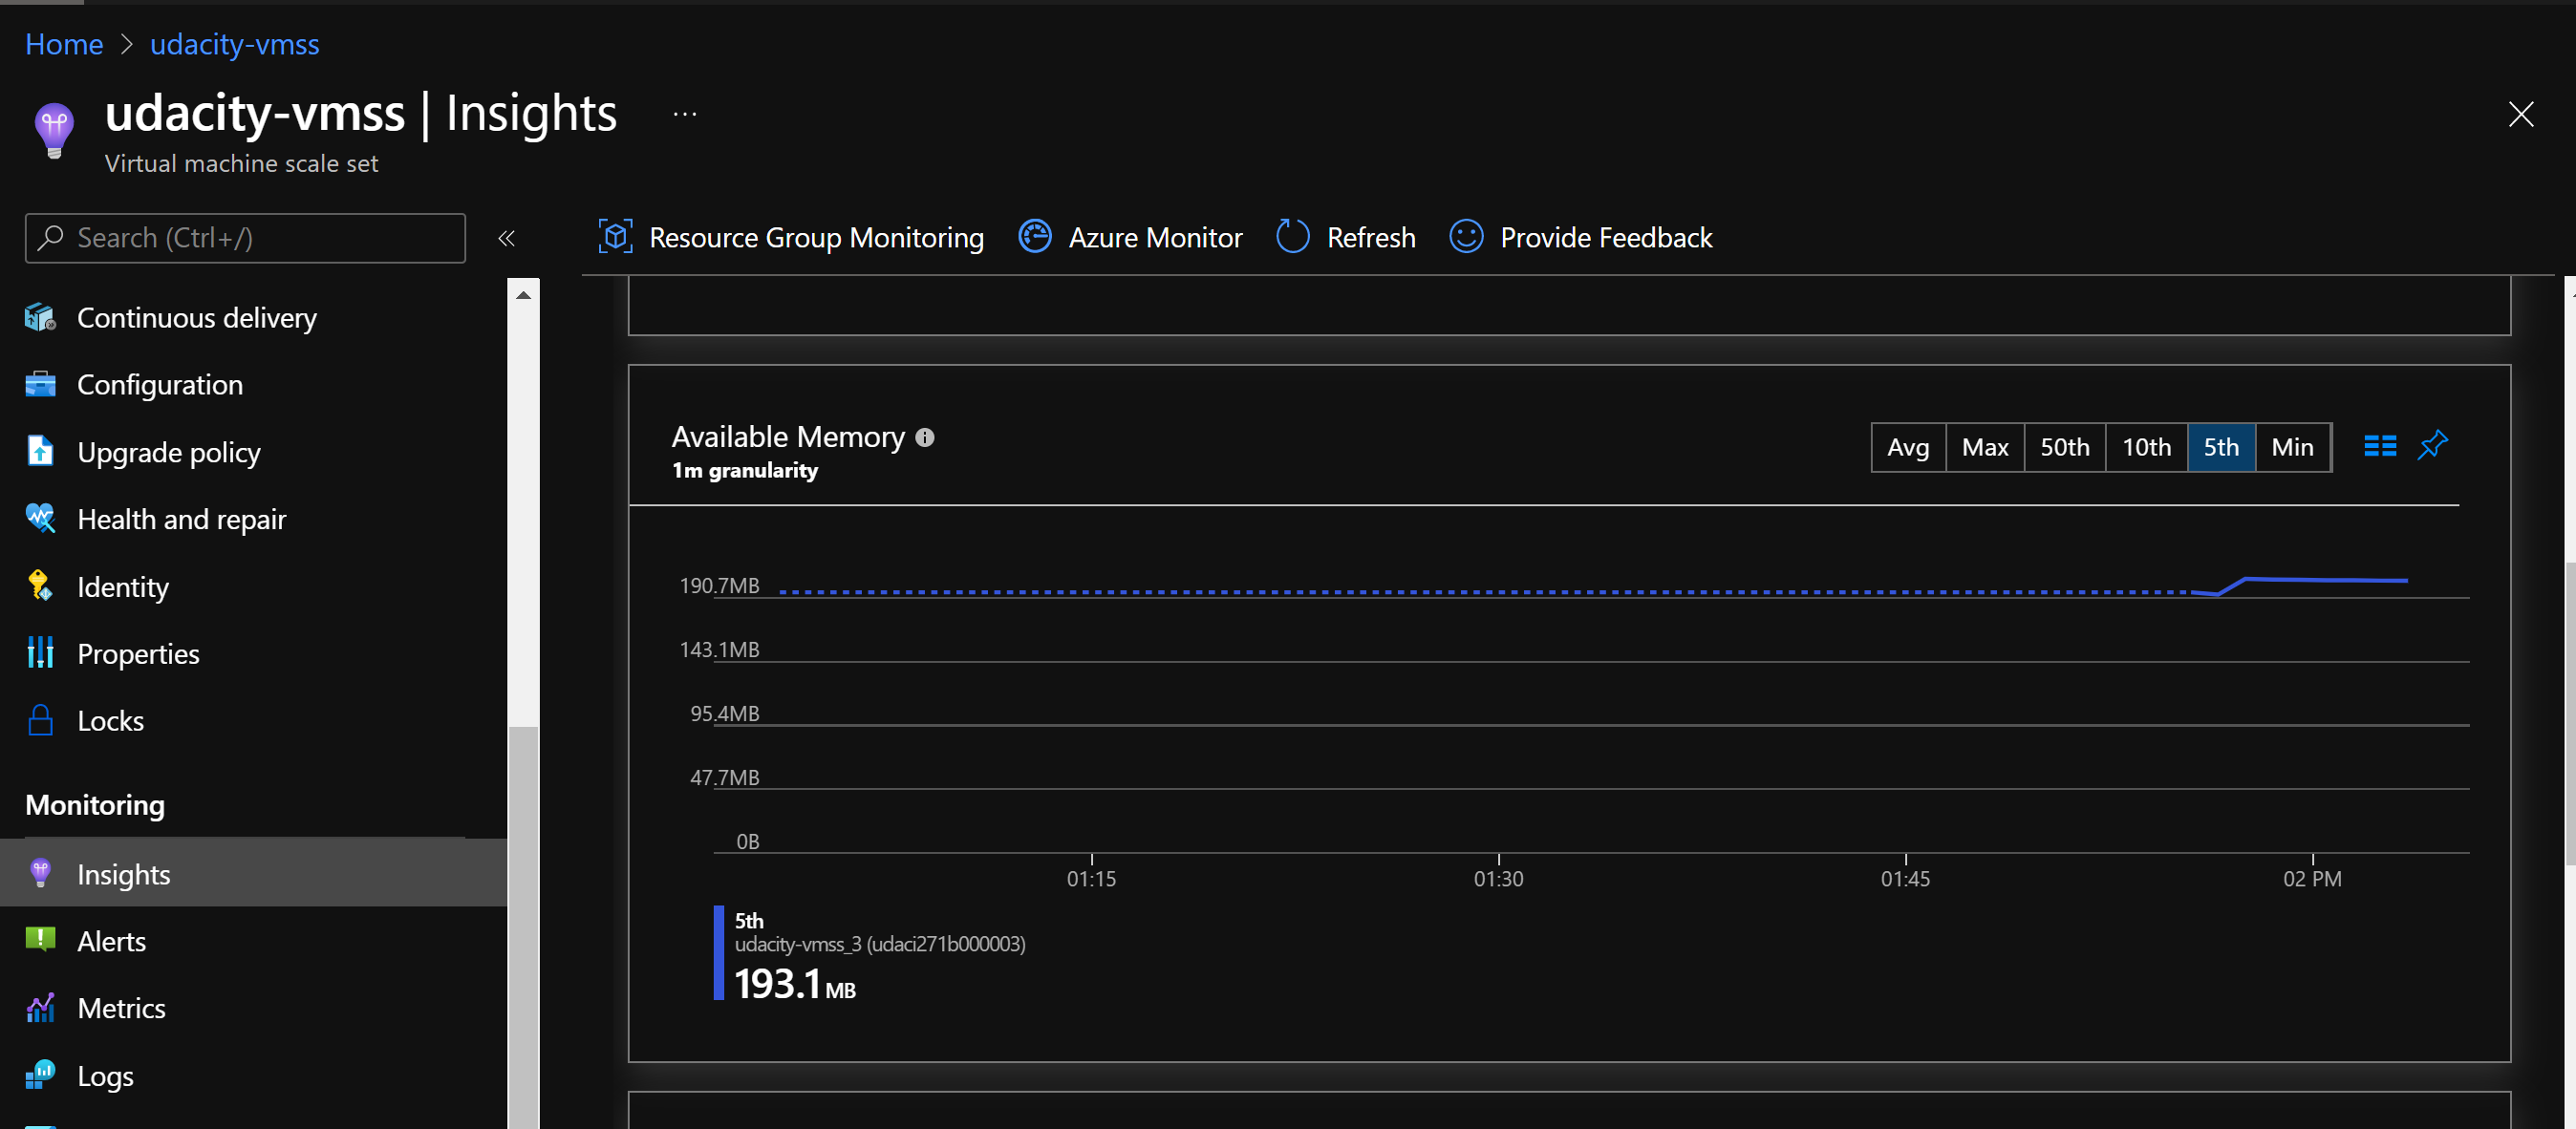 Home > udacity-vmss
udacity-vmss | Insights ...
Virtual machine scale set
Search (Ctrl+/)
«
Continuous delivery
Configuration
Upgrade policy
Health and repair
Identity
Properties
Locks
Monitoring
Insights
Alerts
Metrics
Logs
Resource Group Monitoring Azure Monitor Refresh Provide Feedback
Available Memory
1m granularity
Avg Max 50th 10th 5th Min
190.7MB
143.1MB
95.4MB
47.7MB
0B
01:15 01:30 01:45 02 PM
5th
udacity-vmss_3 (udaci271b000003)
193.1MB